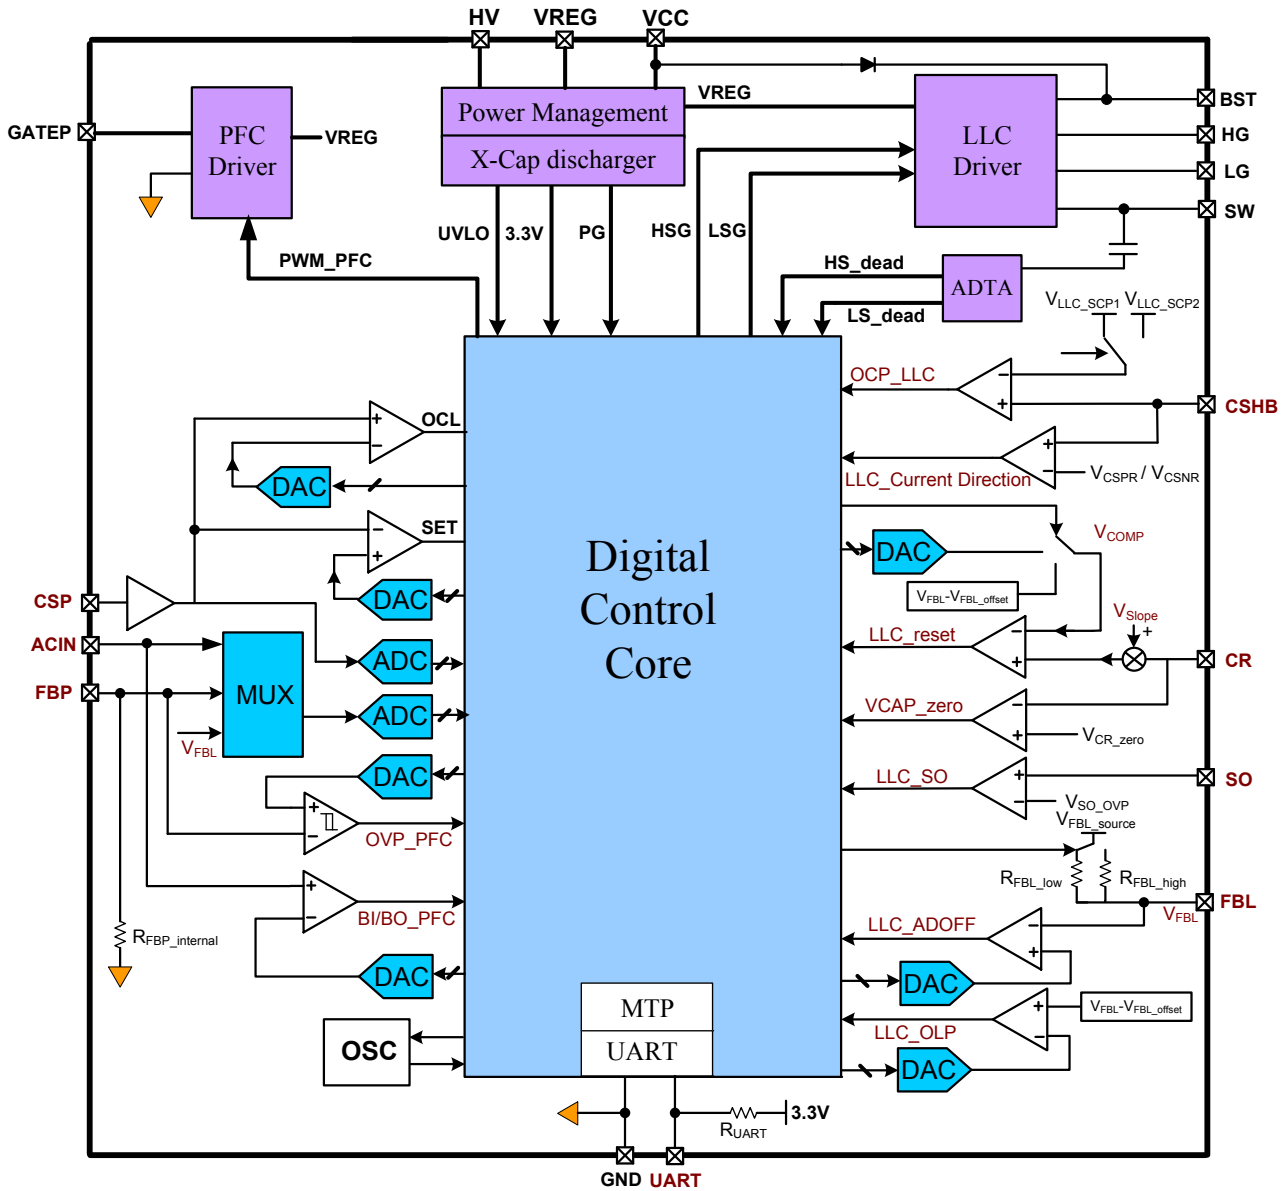 HV VREG VCC
GATEP
PFC
Driver
VREG
Power Management
X-Cap discharger
VREG
LLC
Driver
BST
HG
LG
SW
UVLO 3.3V PG HSG LSG
PWM_PFC
HS_dead
LS_dead
ADTA
VLLC_SCP1 VLLC_SCP2
OCP_LLC
- +
CSHB
+ -
OCL
DAC
LLC_Current Direction
+ -
VCSPR / VCSNR
- +
SET
DAC
DAC
VCOMP
VFBL-VFBL_offset
Digital
Control
Core
CSP
ACIN
FBP
MUX
VFBL
ADC
ADC
LLC_reset
- +
VSlope
+
CR
VCAP_zero
- +
VCR_zero
DAC
+ -
OVP_PFC
LLC_SO
+ -
VSO_OVP
SO
VFBL_source
RFBL_low RFBL_high
VFBL
FBL
+ -
BI/BO_PFC
RFBP_internal
DAC
LLC_ADOFF
- +
DAC
LLC_OLP
+ -
VFBL-VFBL_offset
DAC
OSC
MTP
UART
RUART
3.3V
GND UART